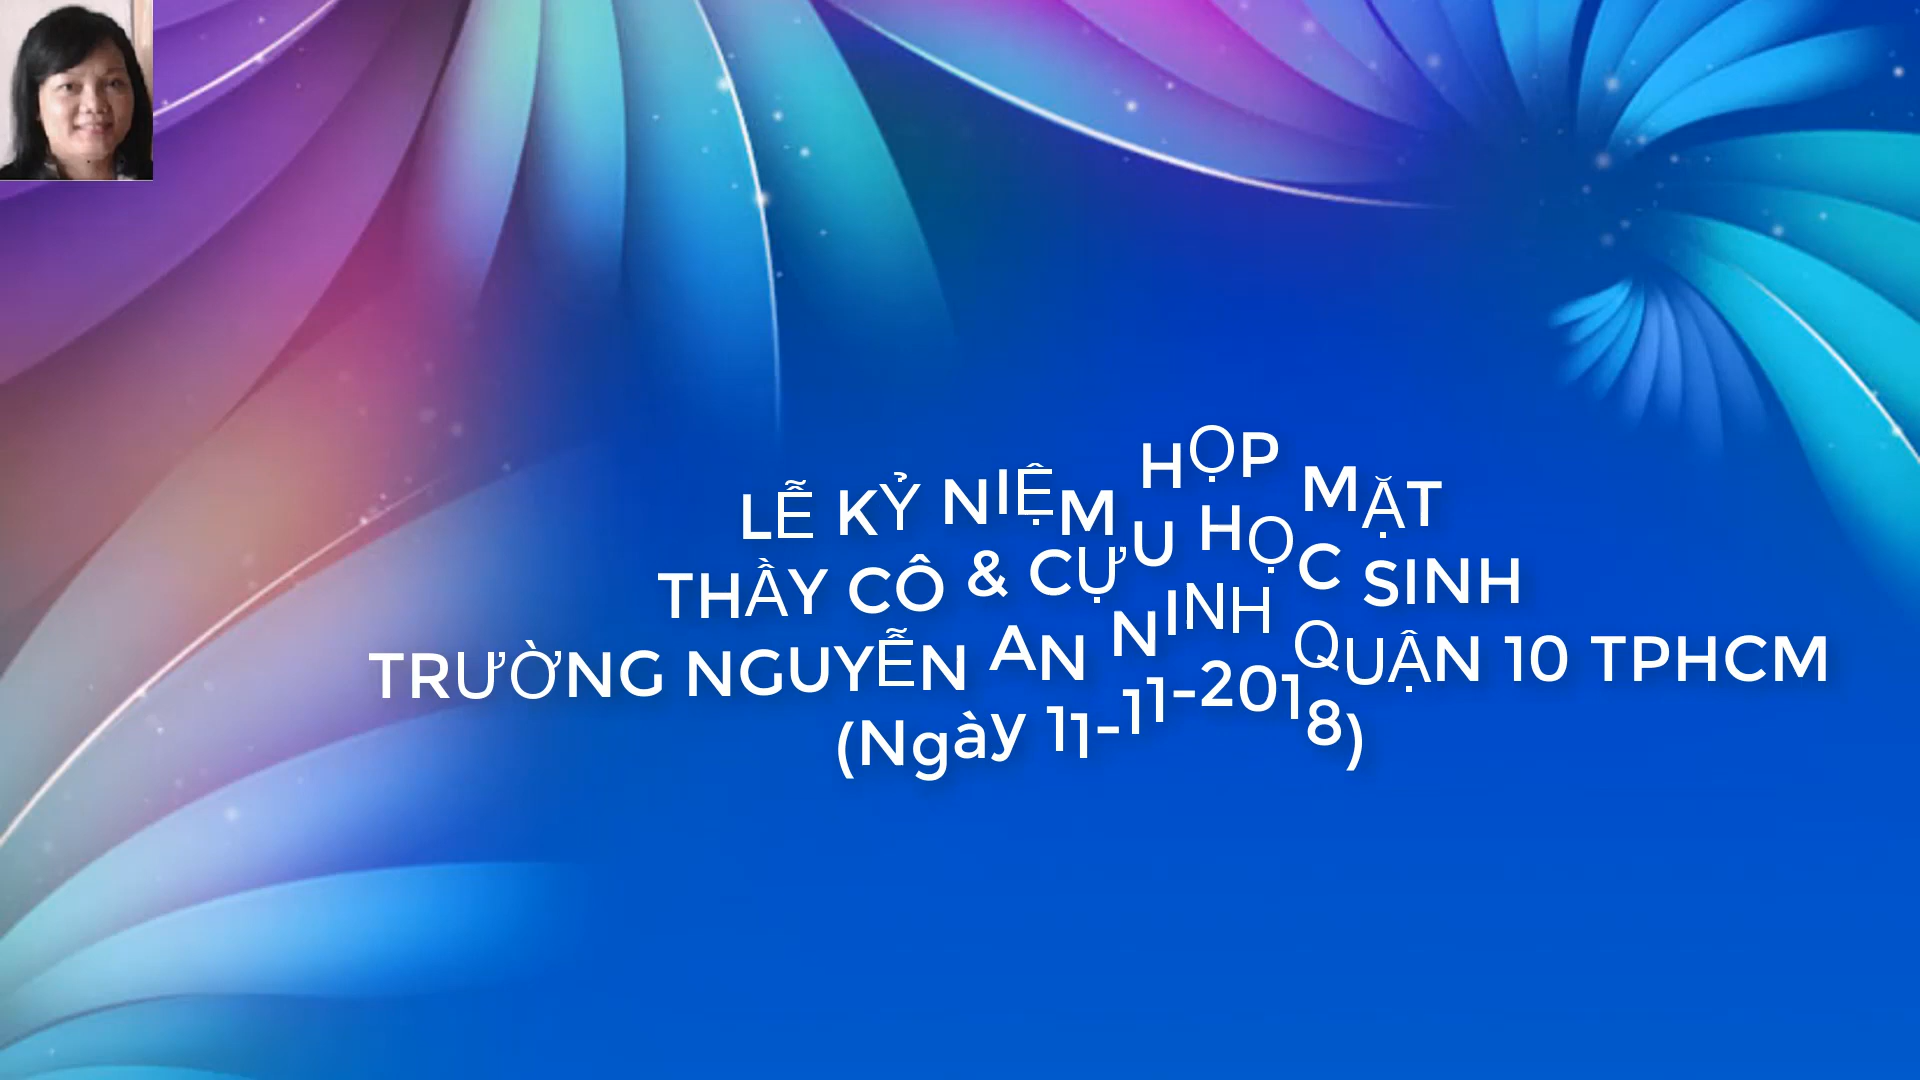 LỄ KỶ NIỆM HỌP MẶT
THẦY CÔ & CỰU HỌC SINH
TRƯỜNG NGUYỄN AN NINH QUẬN 10 TPHCM
(Ngày 11-11-2018)